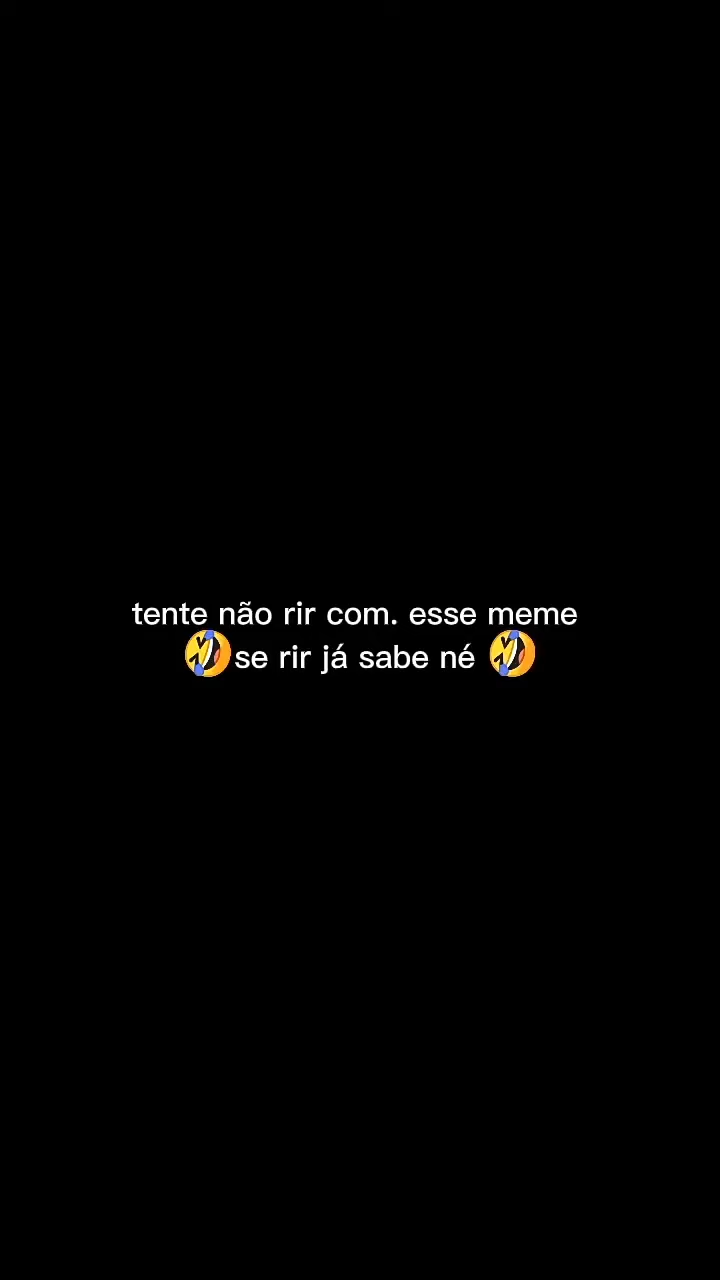 tente não rir com. esse meme
🤣se rir já sabe né 🤣